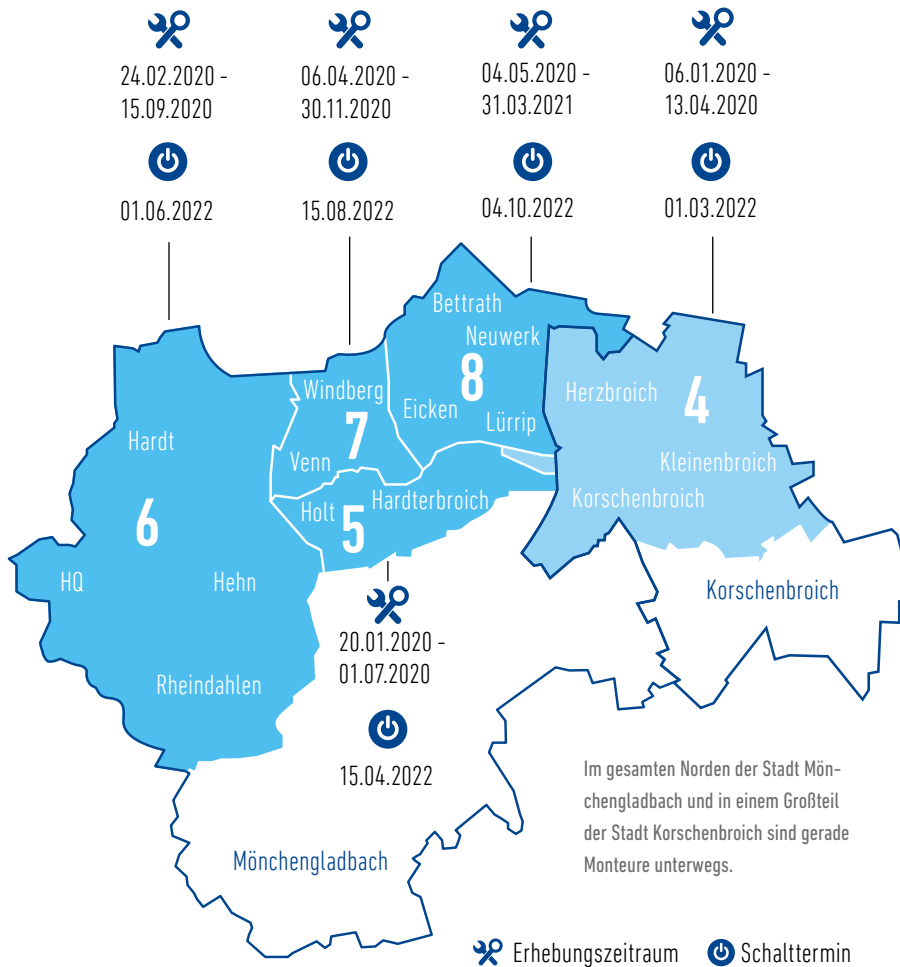 24.02.2020 -
15.09.2020
01.06.2022
06.04.2020 -
30.11.2020
15.08.2022
04.05.2020 -
31.03.2021
04.10.2022
06.01.2020 -
13.04.2020
01.03.2022
Bettrath
Neuwerk
8
Eicken
Lürrip
Windberg
7
Venn
Herzbroich
4
Kleinenbroich
Korschenbroich
Hardt
6
HQ
Hehn
Rheindahlen
Holt
5
Hardterbroich
20.01.2020 -
01.07.2020
15.04.2022
Korschenbroich
Mönchengladbach
Im gesamten Norden der Stadt Mön-
chengladbach und in einem Großteil
der Stadt Korschenbroich sind gerade
Monteure unterwegs.
Erhebungszeitraum
Schalttermin